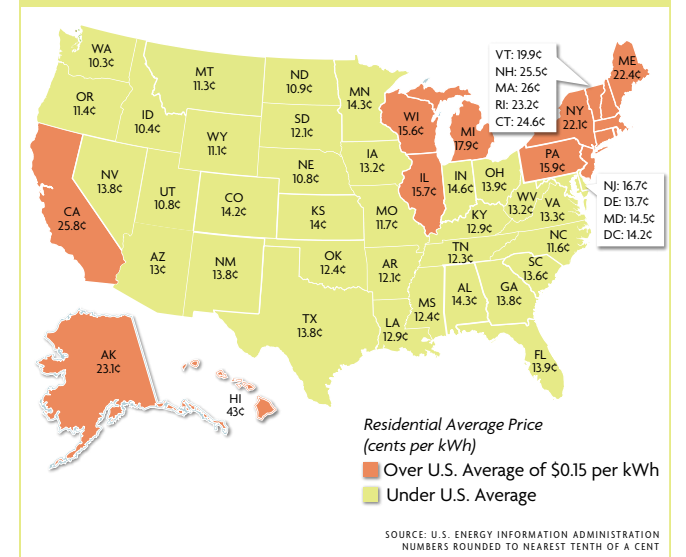 WA
10.3¢
OR
11.4¢
CA
25.8¢
NV
13.8¢
ID
10.4¢
MT
11.3¢
WY
11.1¢
UT
10.8¢
AZ
13¢
CO
14.2¢
NM
13.8¢
ND
10.9¢
SD
12.1¢
NE
10.8¢
KS
14¢
OK
12.4¢
TX
13.8¢
MN
14.3¢
IA
13.2¢
MO
11.7¢
AR
12.1¢
LA
12.9¢
WI
15.6¢
IL
15.7¢
MI
17.9¢
IN
14.6¢
OH
13.9¢
KY
12.9¢
TN
12.3¢
MS
12.4¢
AL
14.3¢
GA
13.8¢
FL
13.9¢
SC
13.6¢
NC
11.6¢
VA
13.3¢
WV
13.2¢
PA
15.9¢
NY
22.1¢
ME
22.4¢
VT: 19.9¢
NH: 25.5¢
MA: 26¢
RI: 23.2¢
CT: 24.6¢
NJ: 16.7¢
DE: 13.7¢
MD: 14.5¢
DC: 14.2¢
AK
23.1¢
HI
43¢
Residential Average Price
(cents per kWh)
Over U.S. Average of $0.15 per kWh
Under U.S. Average
SOURCE: U.S. ENERGY INFORMATION ADMINISTRATION
NUMBERS ROUNDED TO NEAREST TENTH OF A CENT